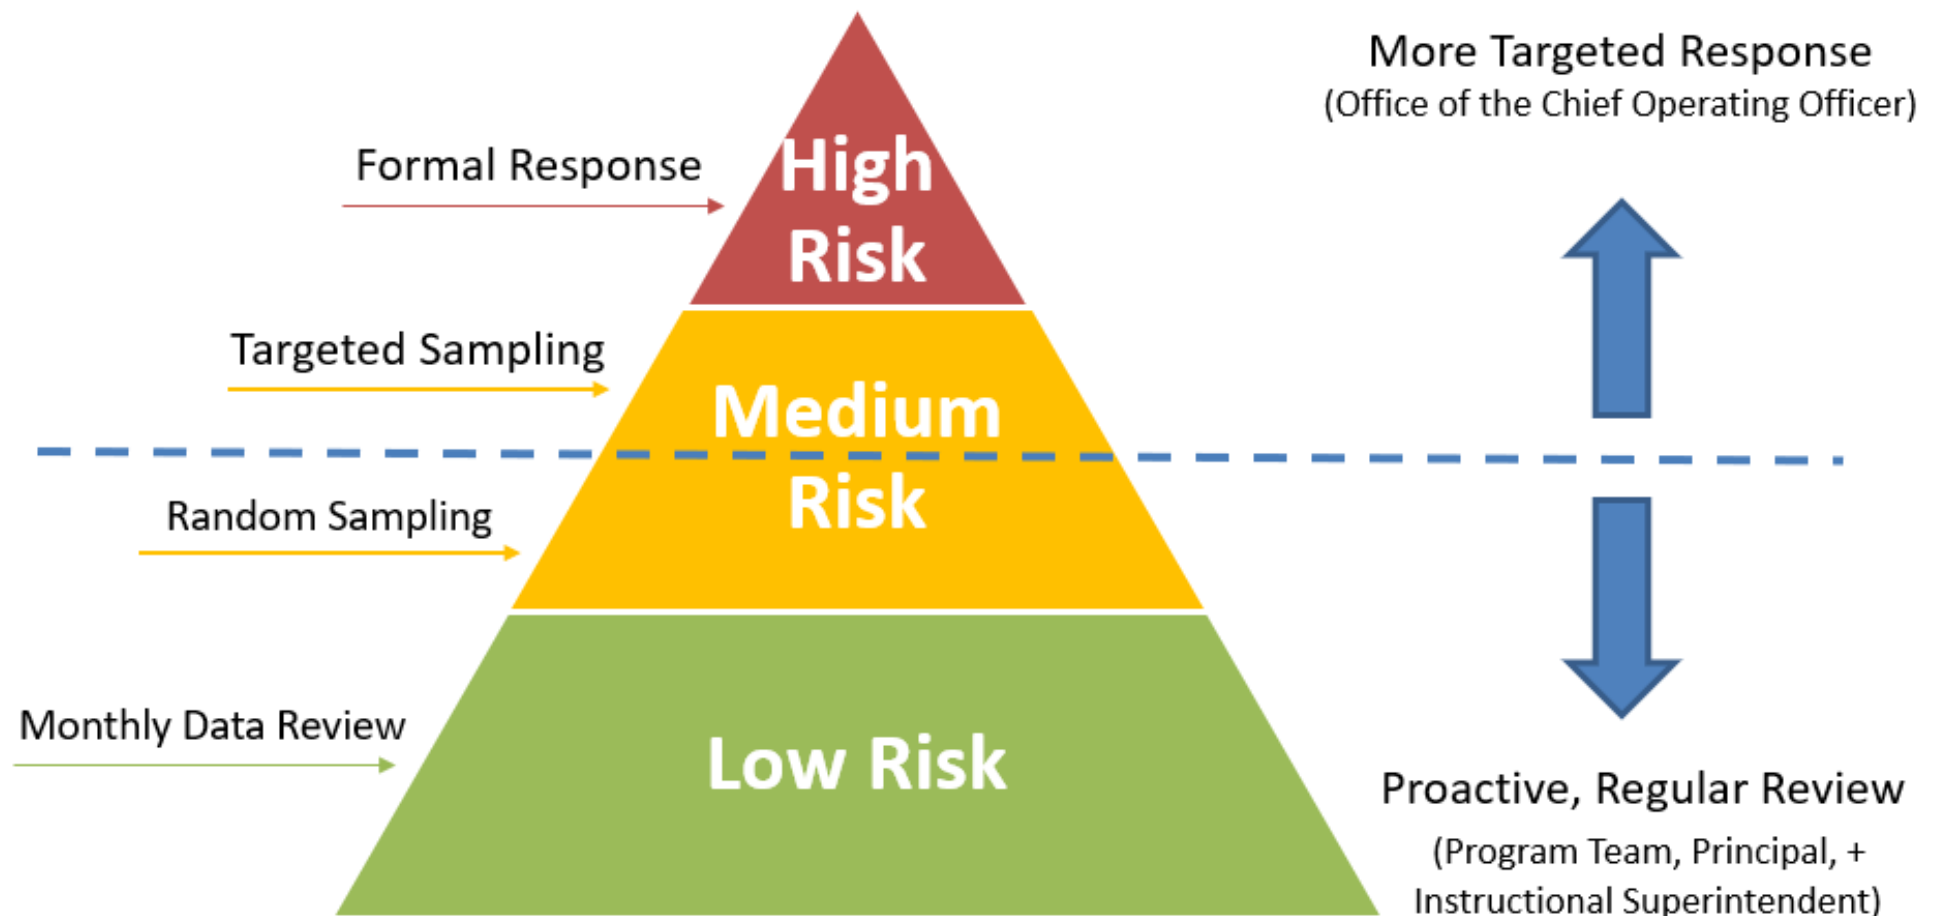 More Targeted Response
(Office of the Chief Operating Officer)
Formal Response
High
Risk
Targeted Sampling
Medium
Risk
Random Sampling
Monthly Data Review
Low Risk
Proactive, Regular Review
(Program Team, Principal, +
Instructional Superintendent)